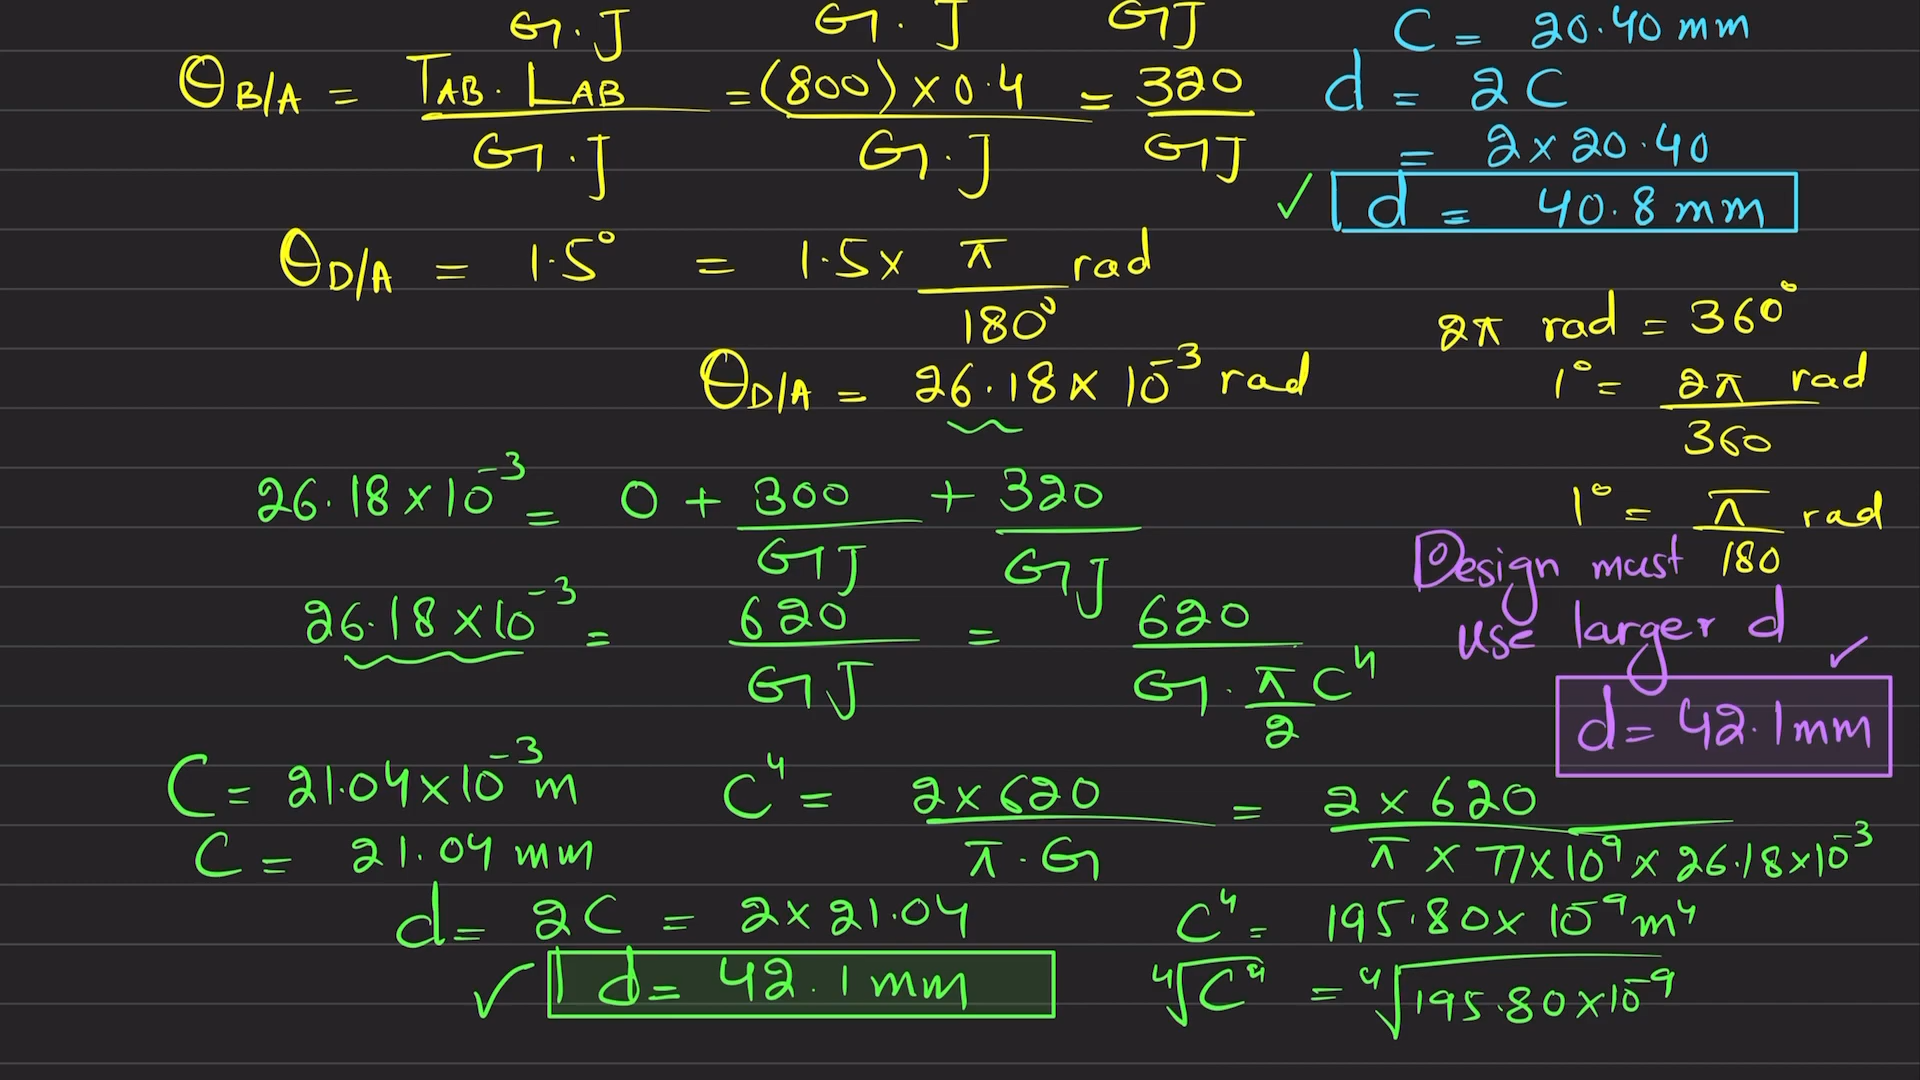 G.J   G.J   GJ
θ B/A = TAB . LAB / G.J = (800) x 0.4 / G.J = 320 / GJ
θ D/A = 1.5° = 1.5 x π / 180° rad
θ D/A = 26.18 x 10⁻³ rad
26.18 x 10⁻³ = 0 + 300 / GJ + 320 / GJ
26.18 x 10⁻³ = 620 / GJ = 620 / G . π/2 C⁴
C = 21.04 x 10⁻³ m
C = 21.04 mm
C⁴ = 2 x 620 / π . G = 2 x 620 / π x 77 x 10⁹ x 26.18 x 10⁻³
d = 2C = 2 x 21.04
✓ d = 42.1 mm
C⁴ = 195.80 x 10⁻⁹ m⁴
⁴√C⁴ = ⁴√195.80 x 10⁻⁹
C = 20.40 mm
d = 2C
= 2 x 20.40
✓ d = 40.8 mm
2π rad = 360°
1° = 2π / 360 rad
1° = π / 180 rad
Design must
use larger d
✓
d = 42.1 mm